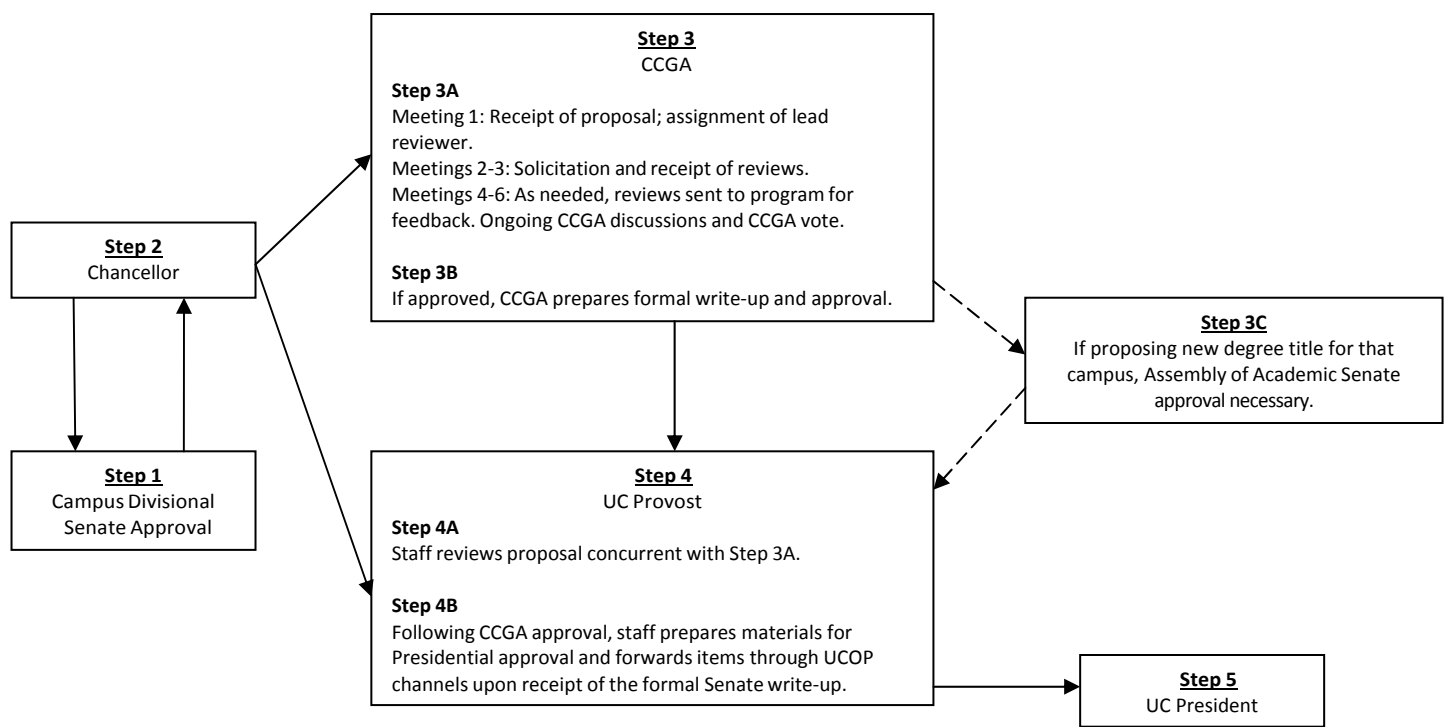 Step 3
CCGA
Step 3A
Meeting 1: Receipt of proposal; assignment of lead
reviewer.
Meetings 2-3: Solicitation and receipt of reviews.
Meetings 4-6: As needed, reviews sent to program for
feedback. Ongoing CCGA discussions and CCGA vote.
Step 3B
If approved, CCGA prepares formal write-up and approval.
Step 2
Chancellor
Step 3C
If proposing new degree title for that
campus, Assembly of Academic Senate
approval necessary.
Step 1
Campus Divisional
Senate Approval
Step 4
UC Provost
Step 4A
Staff reviews proposal concurrent with Step 3A.
Step 4B
Following CCGA approval, staff prepares materials for
Presidential approval and forwards items through UCOP
channels upon receipt of the formal Senate write-up.
Step 5
UC President